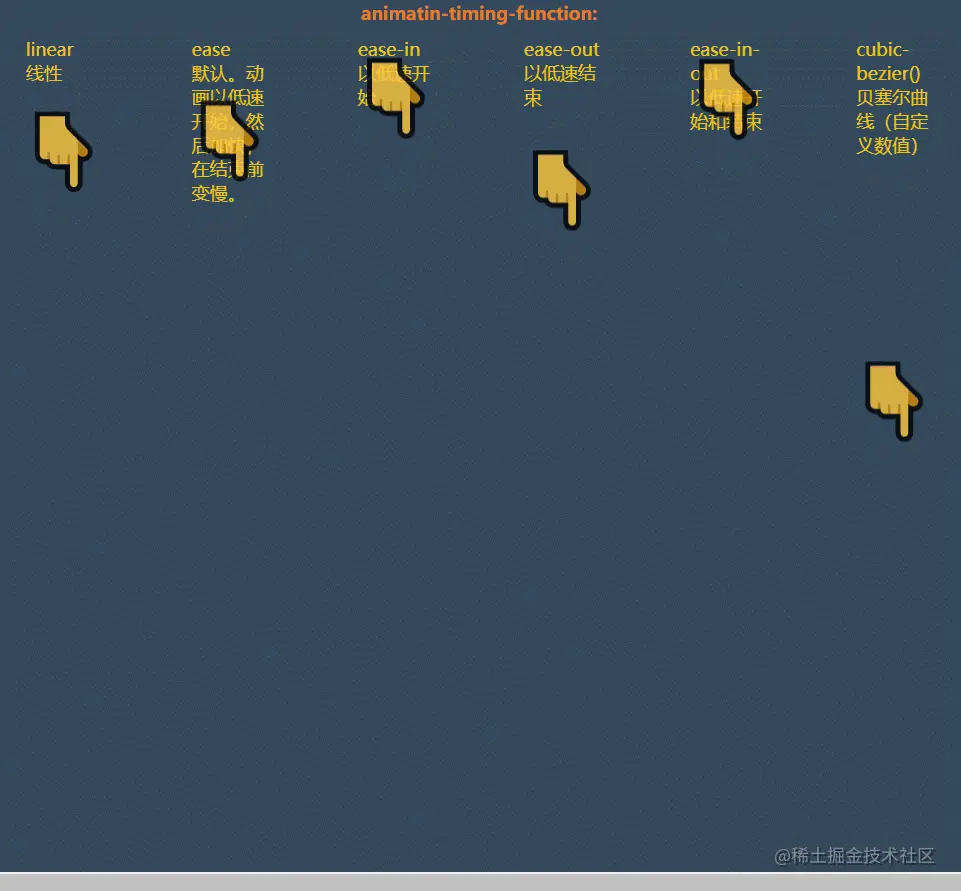 animatin-timing-function:
linear
线性
ease
默认。动
画以低速
开始，然
后加快，
在结束前
变慢。
ease-in
以低速开
始
ease-out
以低速结
束
ease-in-
out
以低速开
始和结束
cubic-
bezier()
贝塞尔曲
线（自定
义数值）
@稀土掘金技术社区